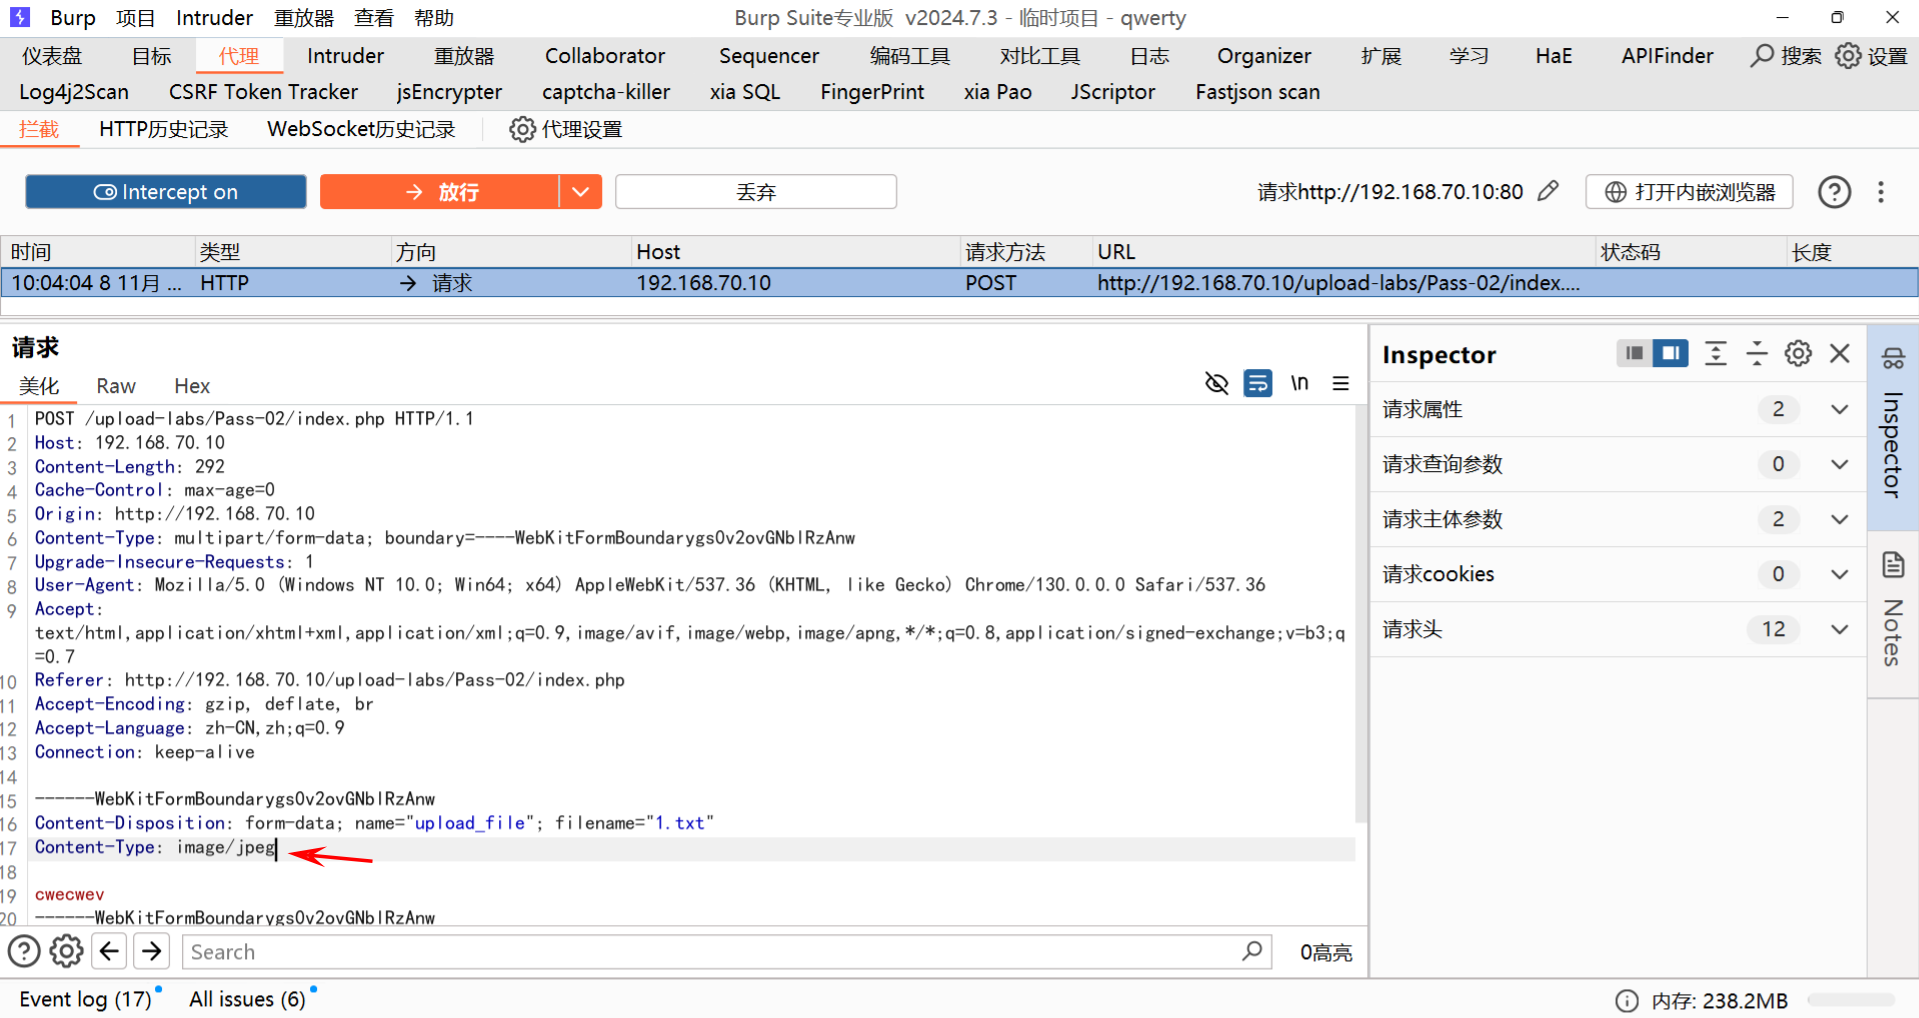 Burp 项目 Intruder 重放器 查看 帮助 Burp Suite专业版 v2024.7.3 - 临时项目 - qwerty
仪表盘 目标 代理 Intruder 重放器 Collaborator Sequencer 编码工具 对比工具 日志 Organizer 扩展 学习 HaE APIFinder 搜索 设置
Log4j2Scan CSRF Token Tracker jsEncrypter captcha-killer xia SQL FingerPrint xia Pao JScriptor Fastjson scan
拦截 HTTP历史记录 WebSocket历史记录 代理设置
Intercept on 放行 丢弃 请求http://192.168.70.10:80 打开内嵌浏览器
时间 类型 方向 Host 请求方法 URL 状态码 长度
10:04:04 8 11月 ... HTTP → 请求 192.168.70.10 POST http://192.168.70.10/upload-labs/Pass-02/index....
请求
美化 Raw Hex \n
1 POST /upload-labs/Pass-02/index.php HTTP/1.1
2 Host: 192.168.70.10
3 Content-Length: 292
4 Cache-Control: max-age=0
5 Origin: http://192.168.70.10
6 Content-Type: multipart/form-data; boundary=----WebKitFormBoundarygs0v2ovGNblRzAnw
7 Upgrade-Insecure-Requests: 1
8 User-Agent: Mozilla/5.0 (Windows NT 10.0; Win64; x64) AppleWebKit/537.36 (KHTML, like Gecko) Chrome/130.0.0.0 Safari/537.36
9 Accept:
text/html,application/xhtml+xml,application/xml;q=0.9,image/avif,image/webp,image/apng,*/*;q=0.8,application/signed-exchange;v=b3;q
=0.7
10 Referer: http://192.168.70.10/upload-labs/Pass-02/index.php
11 Accept-Encoding: gzip, deflate, br
12 Accept-Language: zh-CN,zh;q=0.9
13 Connection: keep-alive
14
15 ------WebKitFormBoundarygs0v2ovGNblRzAnw
16 Content-Disposition: form-data; name="upload_file"; filename="1.txt"
17 Content-Type: image/jpeg
18
19 cwecwev
20 ------WebKitFormBoundarygs0v2ovGNblRzAnw
Search 0高亮
Inspector
请求属性 2
请求查询参数 0
请求主体参数 2
请求cookies 0
请求头 12
Inspector
Notes
Event log (17) All issues (6) 内存: 238.2MB